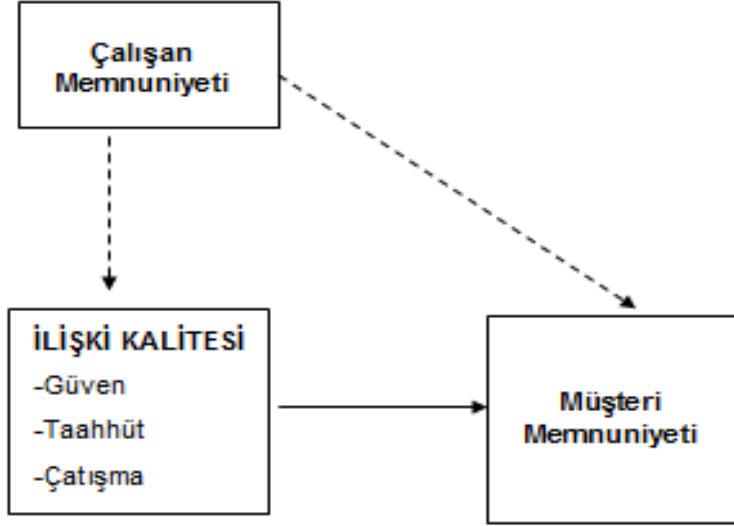 Çalışan
Memnuniyeti
İLİŞKİ KALİTESİ
-Güven
-Taahhüt
-Çatışma
Müşteri
Memnuniyeti